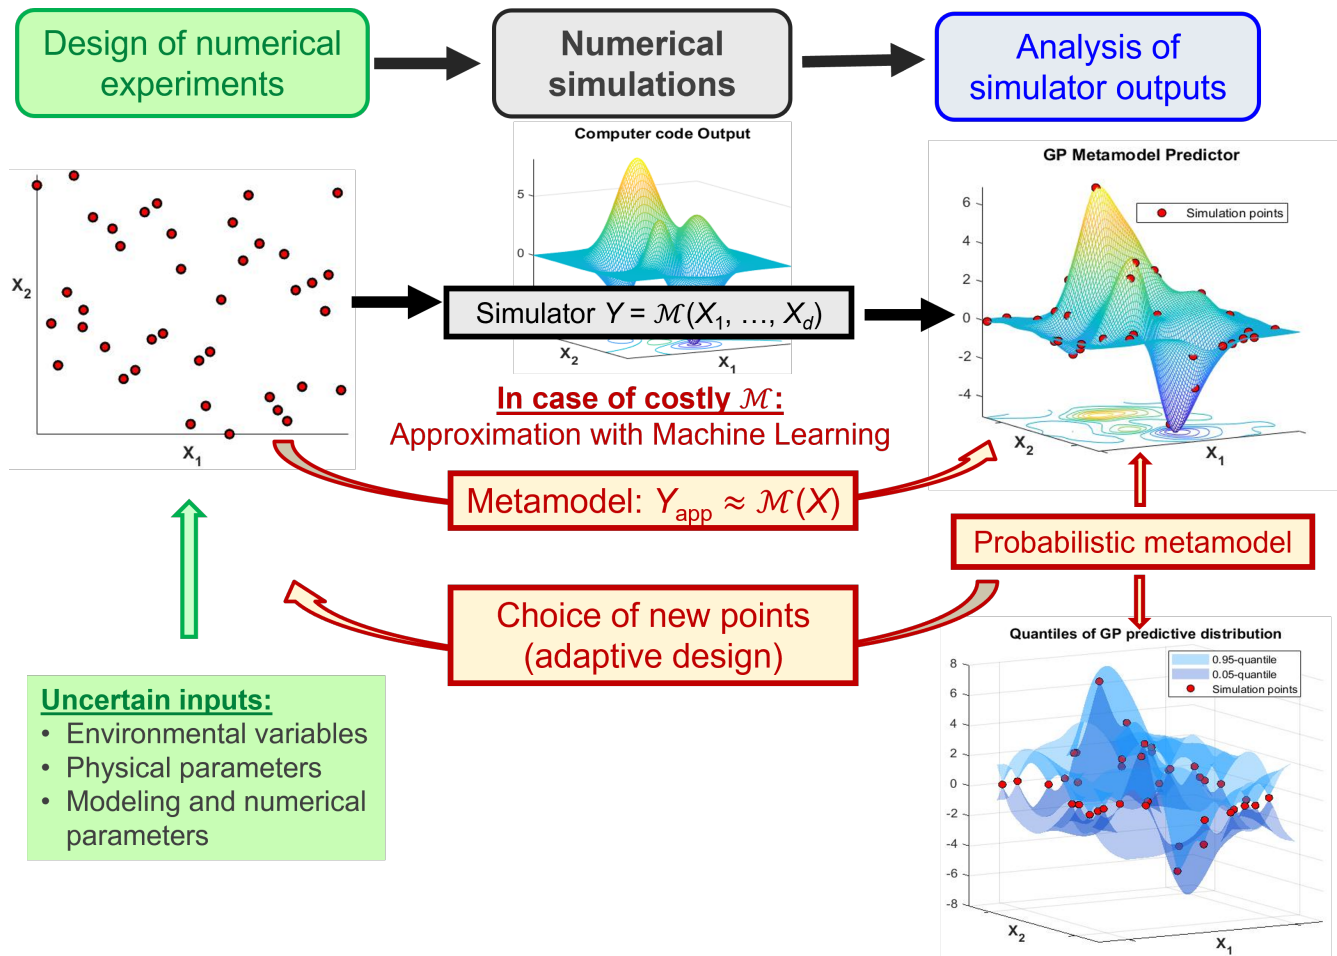 Design of numerical
experiments
Numerical
simulations
Analysis of
simulator outputs
Computer code Output
5
0
X2
X1
GP Metamodel Predictor
Simulation points
6
4
2
0
-2
-4
X2
X1
X2
X1
Simulator Y = ℳ(X1, …, Xd)
In case of costly ℳ:
Approximation with Machine Learning
Metamodel: Yapp ≈ ℳ(X)
Probabilistic metamodel
Choice of new points
(adaptive design)
Uncertain inputs:
• Environmental variables
• Physical parameters
• Modeling and numerical
parameters
Quantiles of GP predictive distribution
0.95-quantile
0.05-quantile
Simulation points
8
6
4
2
0
-2
-4
-6
-8
X2
X1